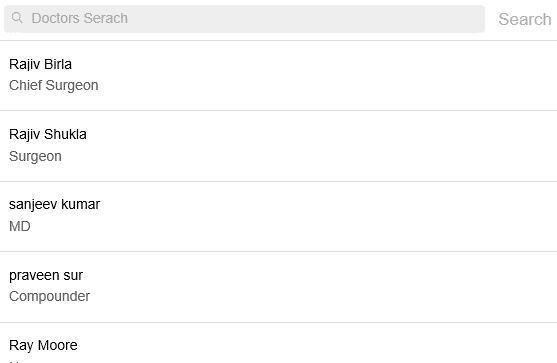 Doctors Serach
Search
Rajiv Birla
Chief Surgeon
Rajiv Shukla
Surgeon
sanjeev kumar
MD
praveen sur
Compounder
Ray Moore